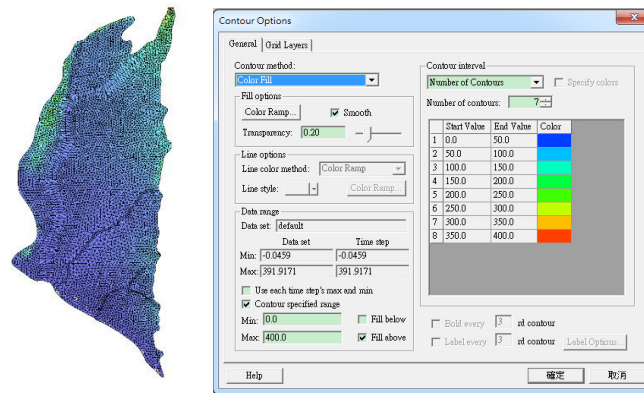 Contour Options
General Grid Layers
Contour method:
Color Fill
Fill options
Color Ramp...
Smooth
Transparency: 0.20
Line options
Line color method: Color Ramp
Line style:
Color Ramp...
Data range
Data set: default
Data set Time step
Min: -0.0459 -0.0459
Max: 391.9171 391.9171
Use each time step's max and min
Contour specified range
Min: 0.0 Fill below
Max: 400.0 Fill above
Contour interval
Number of Contours Specify colors
Number of contours: 7
Start Value End Value Color
1 0.0 50.0
2 50.0 100.0
3 100.0 150.0
4 150.0 200.0
5 200.0 250.0
6 250.0 300.0
7 300.0 350.0
8 350.0 400.0
Bold every 3 rd contour
Label every 3 rd contour Label Options...
Help 確定 取消